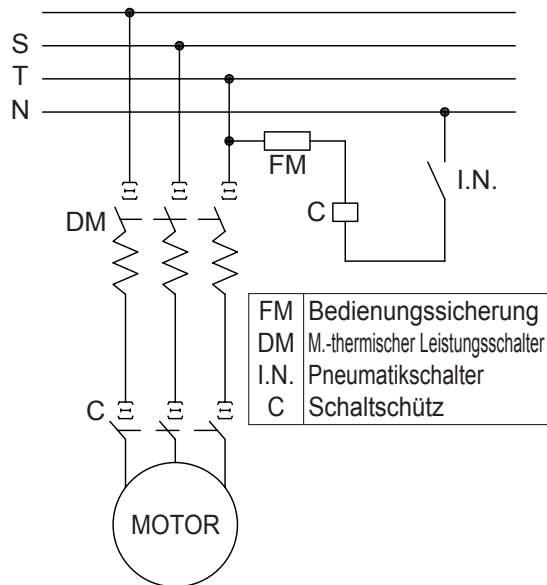 S
T
N
FM
I.N.
C
DM
FM Bedienungssicherung
DM M.-thermischer Leistungsschalter
I.N. Pneumatikschalter
C Schaltschütz
C
MOTOR